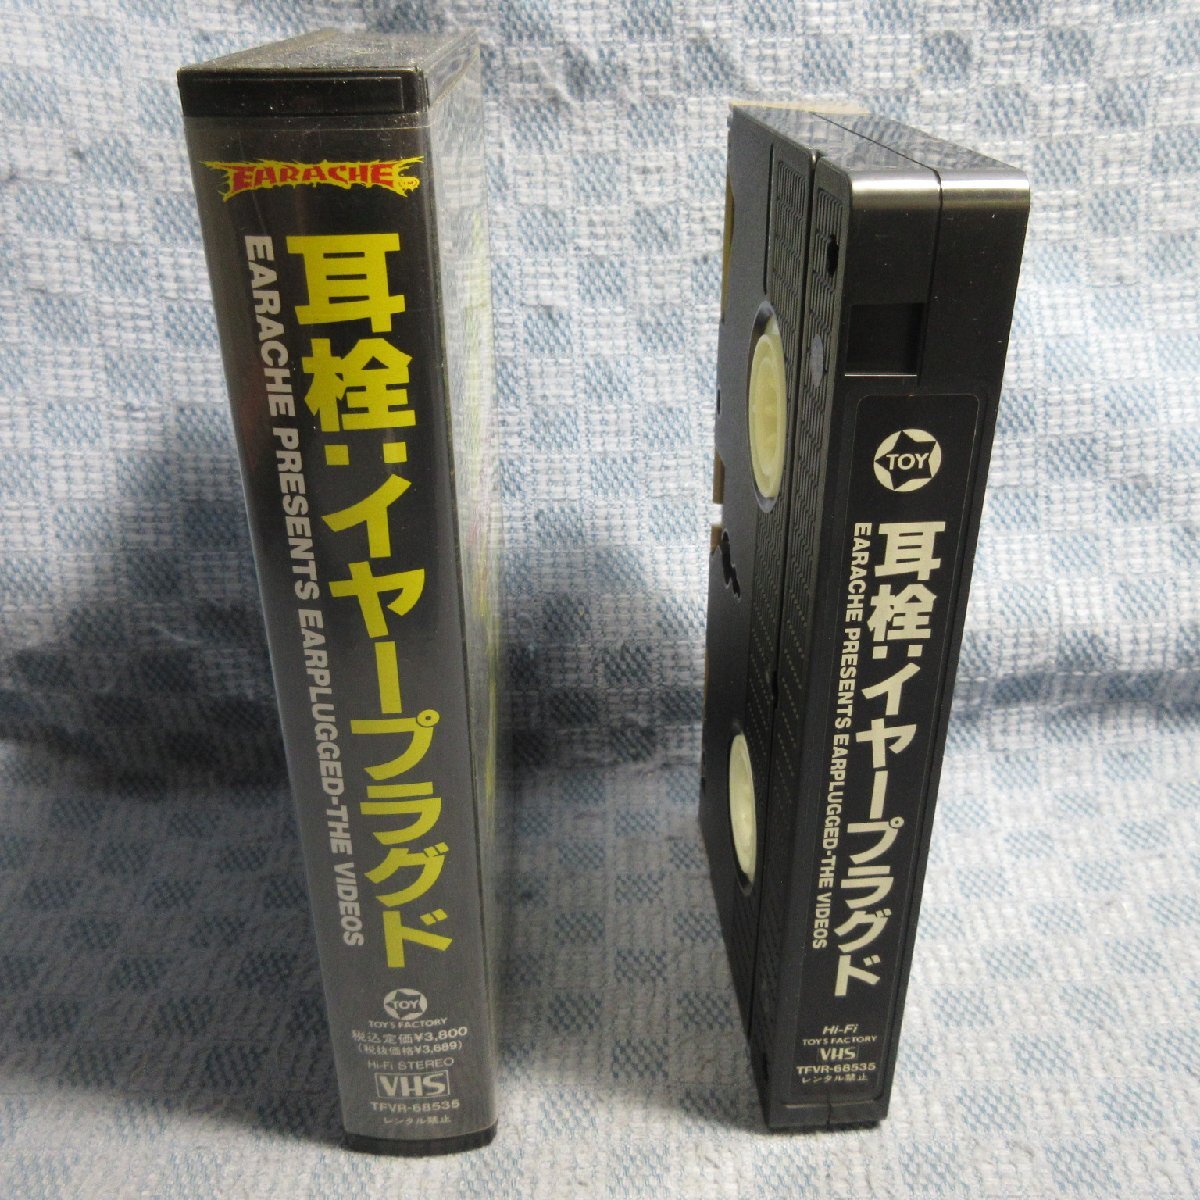 EARACHE
耳栓：イヤープラグド
EARACHE PRESENTS EARPLUGGED-THE VIDEOS
TOY
TOYS FACTORY
税込定価¥3,800
(税抜価格¥3,689)
Hi-Fi STEREO
VHS
TFVR-68535
レンタル禁止
TOY
耳栓：イヤープラグド
EARACHE PRESENTS EARPLUGGED-THE VIDEOS
Hi-Fi
TOYS FACTORY
VHS
TFVR-68535
レンタル禁止